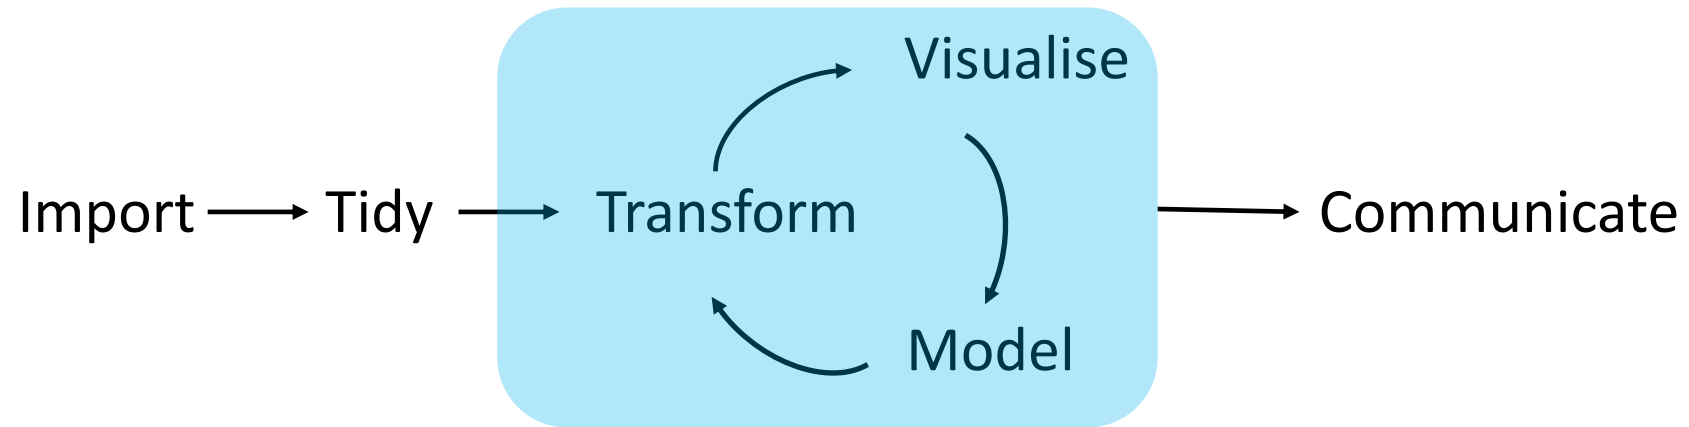 Import
Tidy
Transform
Visualise
Model
Communicate